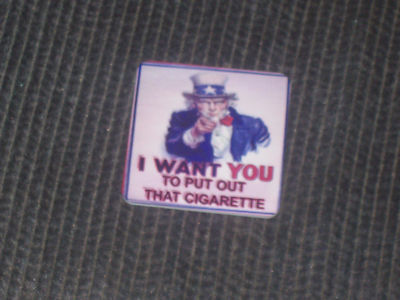 I WANT YOU
TO PUT OUT
THAT CIGARETTE